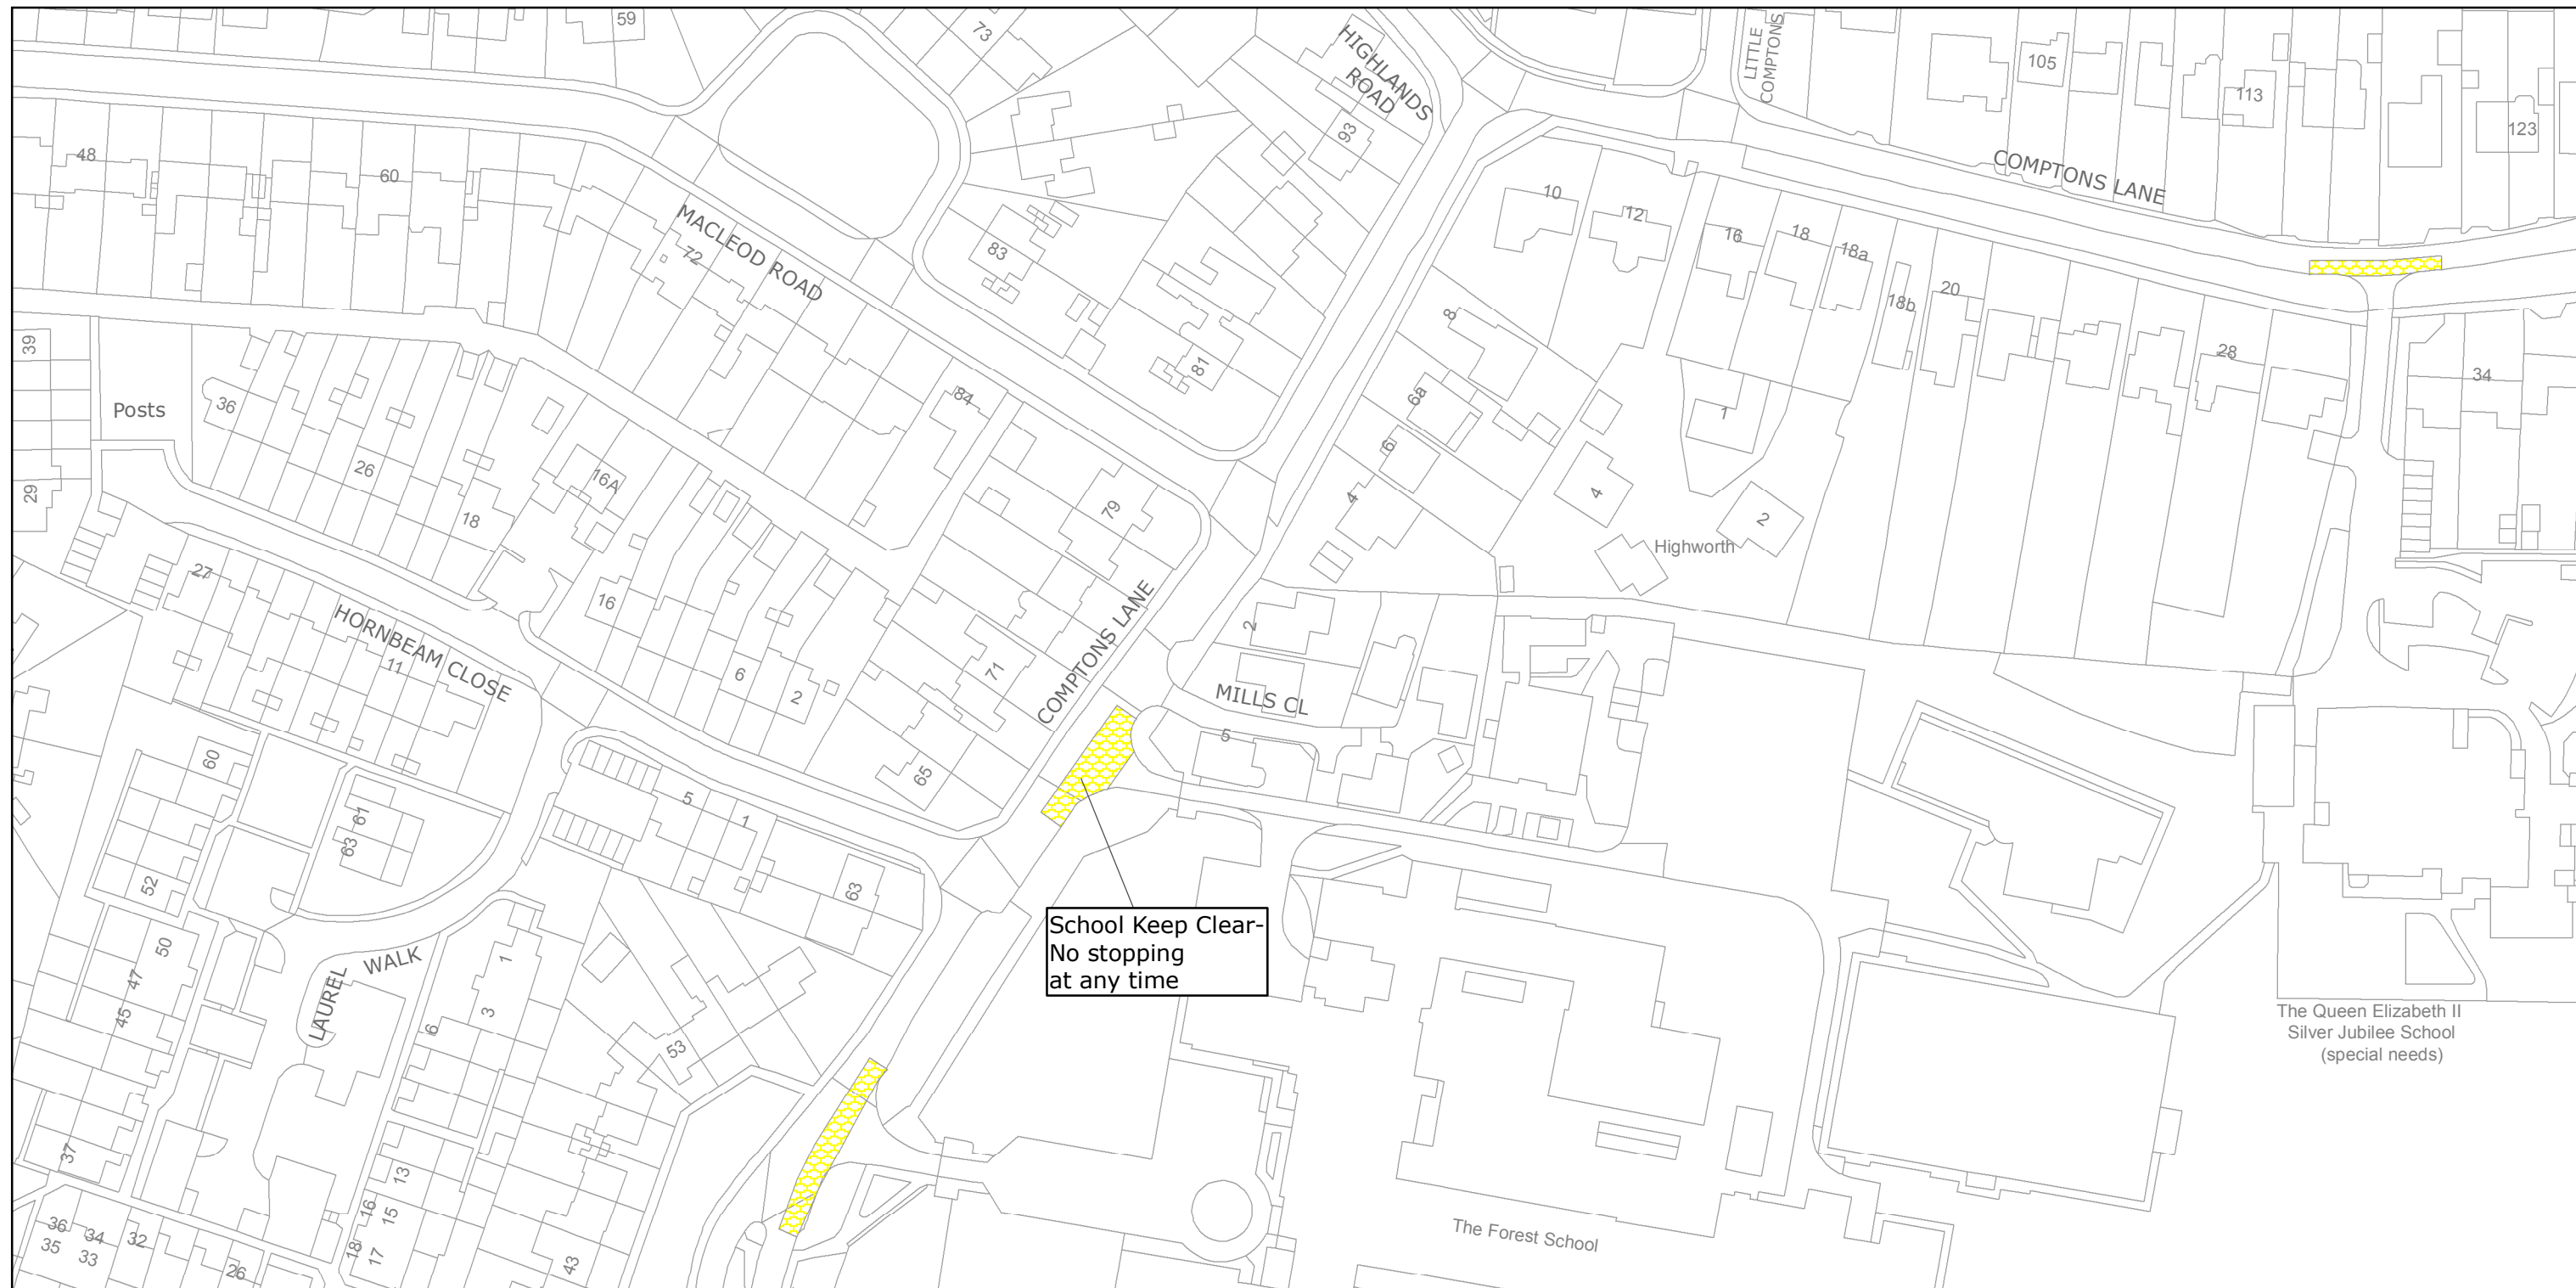 59
73
HIGHLANDS
ROAD
LITTLE
COMPTONS
105
113
123
93
48
60
COMPTONS LANE
10
12
16
18
18a
18b
20
28
34
MACLEOD ROAD
72
83
81
84
8
6a
6
4
1
4
2
Highworth
39
29
Posts
36
26
18
16A
16
6
2
79
71
65
COMPTONS LANE
2
MILLS CL
5
27
HORNBEAM CLOSE
11
60
61
63
52
5
1
63
School Keep Clear-
No stopping
at any time
50
47
45
37
LAUREL
WALK
1
3
6
53
13
16
15
18
17
43
36
35
34
33
32
26
The Forest School
The Queen Elizabeth II
Silver Jubilee School
(special needs)